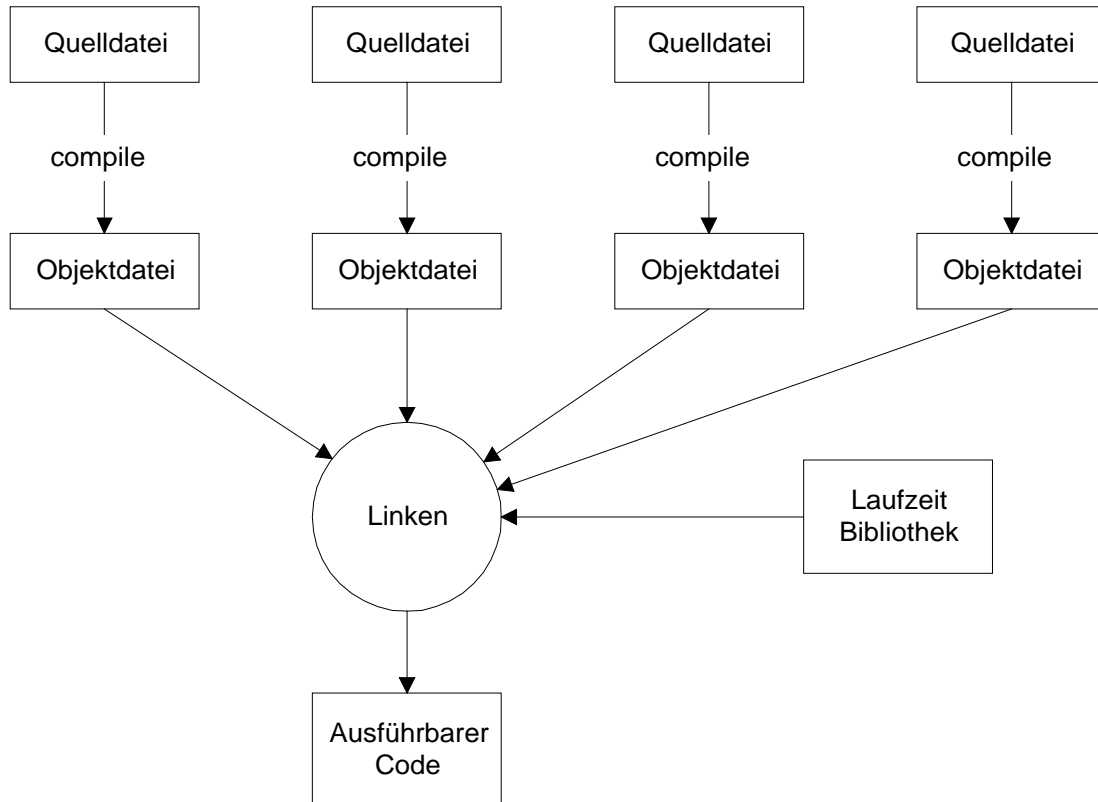 Quelldatei
Quelldatei
Quelldatei
Quelldatei
compile
compile
compile
compile
Objektdatei
Objektdatei
Objektdatei
Objektdatei
Linken
Laufzeit
Bibliothek
Ausführbarer
Code